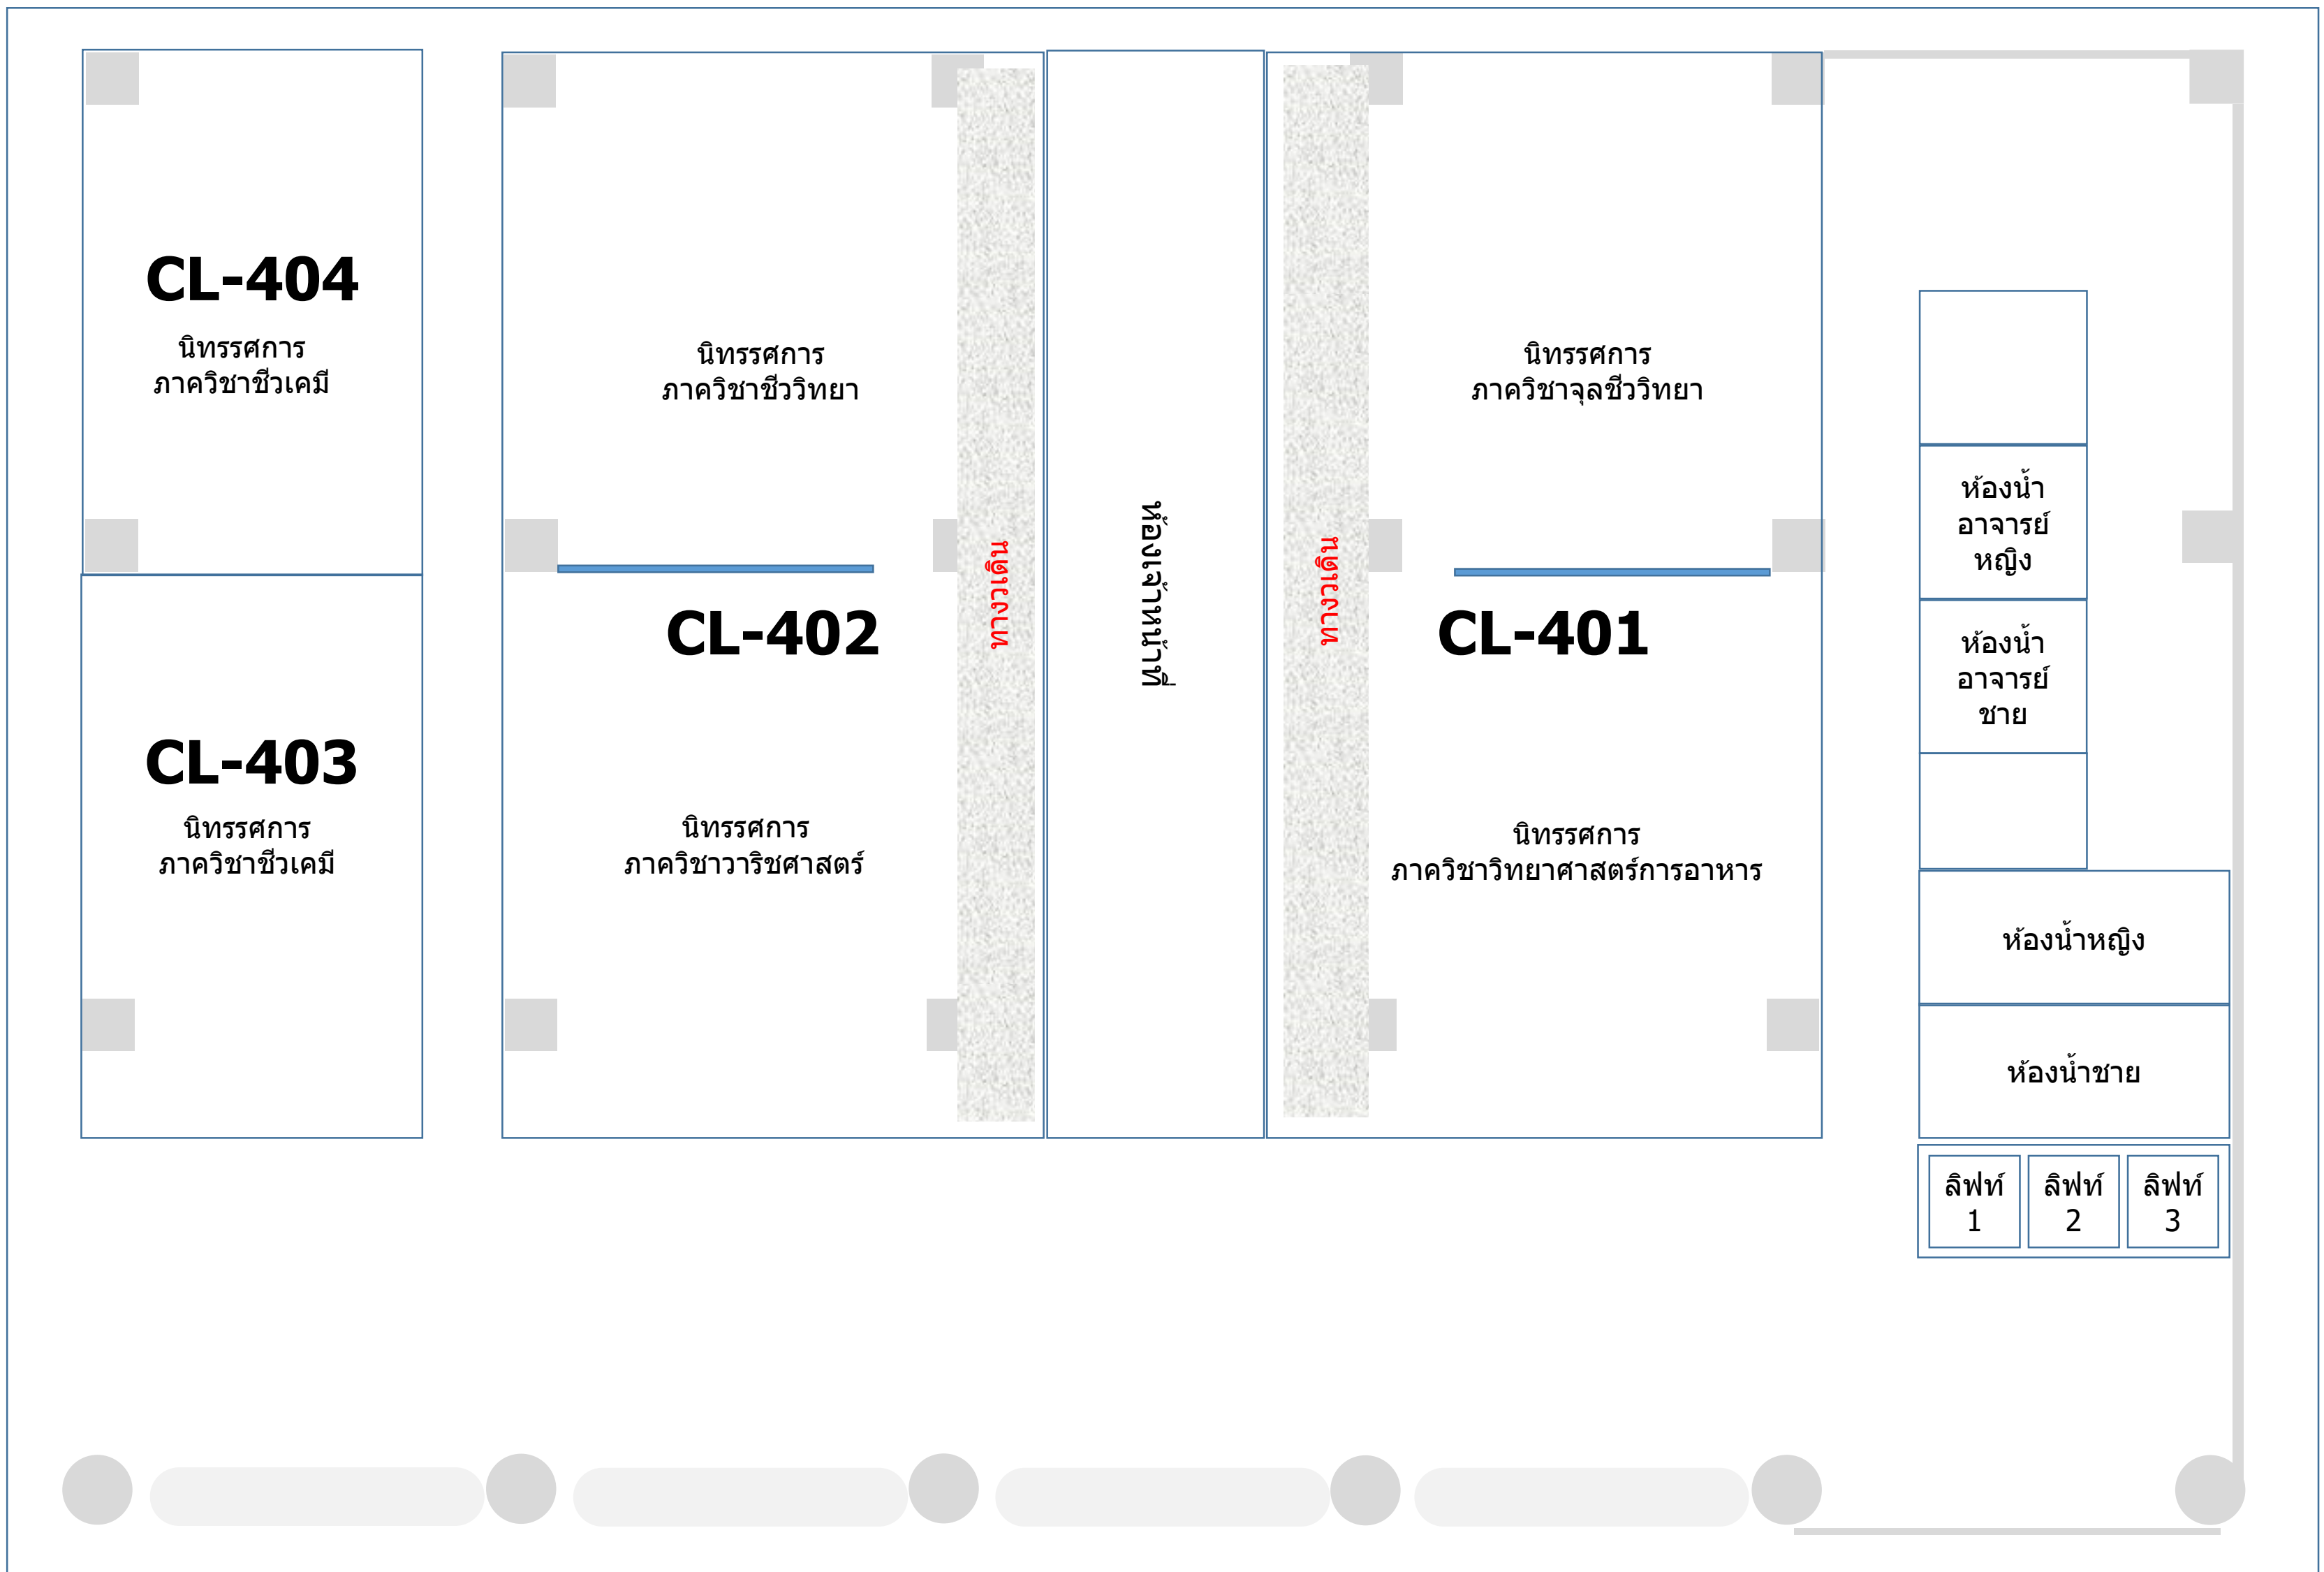 CL-404
นิทรรศการ
ภาควิชาชีวเคมี
CL-403
นิทรรศการ
ภาควิชาชีวเคมี
นิทรรศการ
ภาควิชาชีววิทยา
CL-402
นิทรรศการ
ภาควิชาวาริชศาสตร์
ทางเดิน
ห้องเจ้าหน้าที่
ทางเดิน
นิทรรศการ
ภาควิชาจุลชีววิทยา
CL-401
นิทรรศการ
ภาควิชาวิทยาศาสตร์การอาหาร
ห้องน้ำ
อาจารย์
หญิง
ห้องน้ำ
อาจารย์
ชาย
ห้องน้ำหญิง
ห้องน้ำชาย
ลิฟท์
1
ลิฟท์
2
ลิฟท์
3